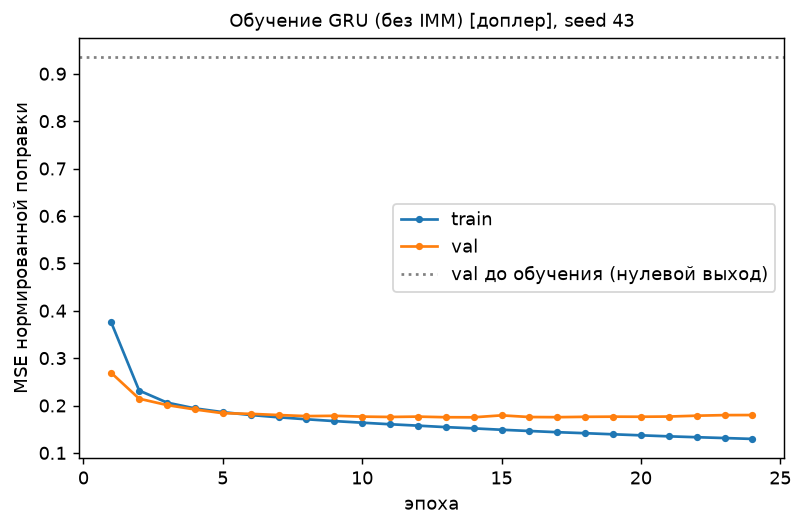 Обучение GRU (без IMM) [доплер], seed 43
MSE нормированной поправки
0.9
0.8
0.7
0.6
0.5
0.4
0.3
0.2
0.1
train
val
val до обучения (нулевой выход)
0 5 10 15 20 25
эпоха